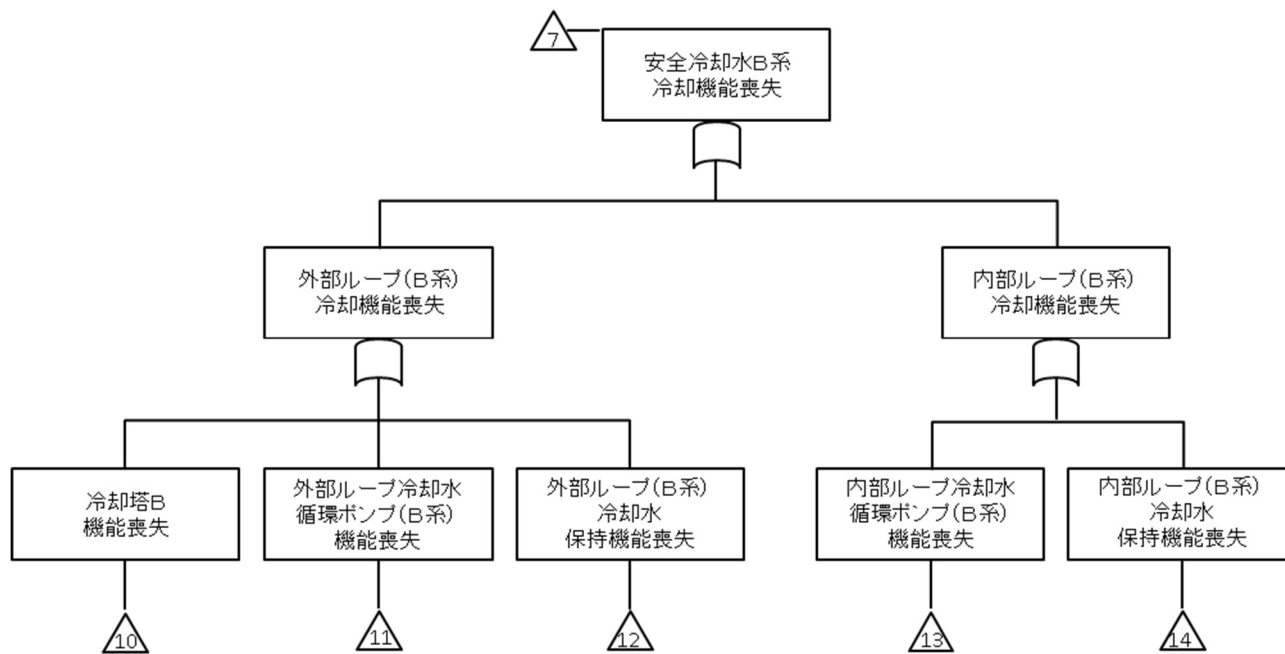 7
安全冷却水B系
冷却機能喪失
外部ループ(B系)
冷却機能喪失
内部ループ(B系)
冷却機能喪失
冷却塔B
機能喪失
外部ループ冷却水
循環ポンプ(B系)
機能喪失
外部ループ(B系)
冷却水
保持機能喪失
内部ループ冷却水
循環ポンプ(B系)
機能喪失
内部ループ(B系)
冷却水
保持機能喪失
10
11
12
13
14